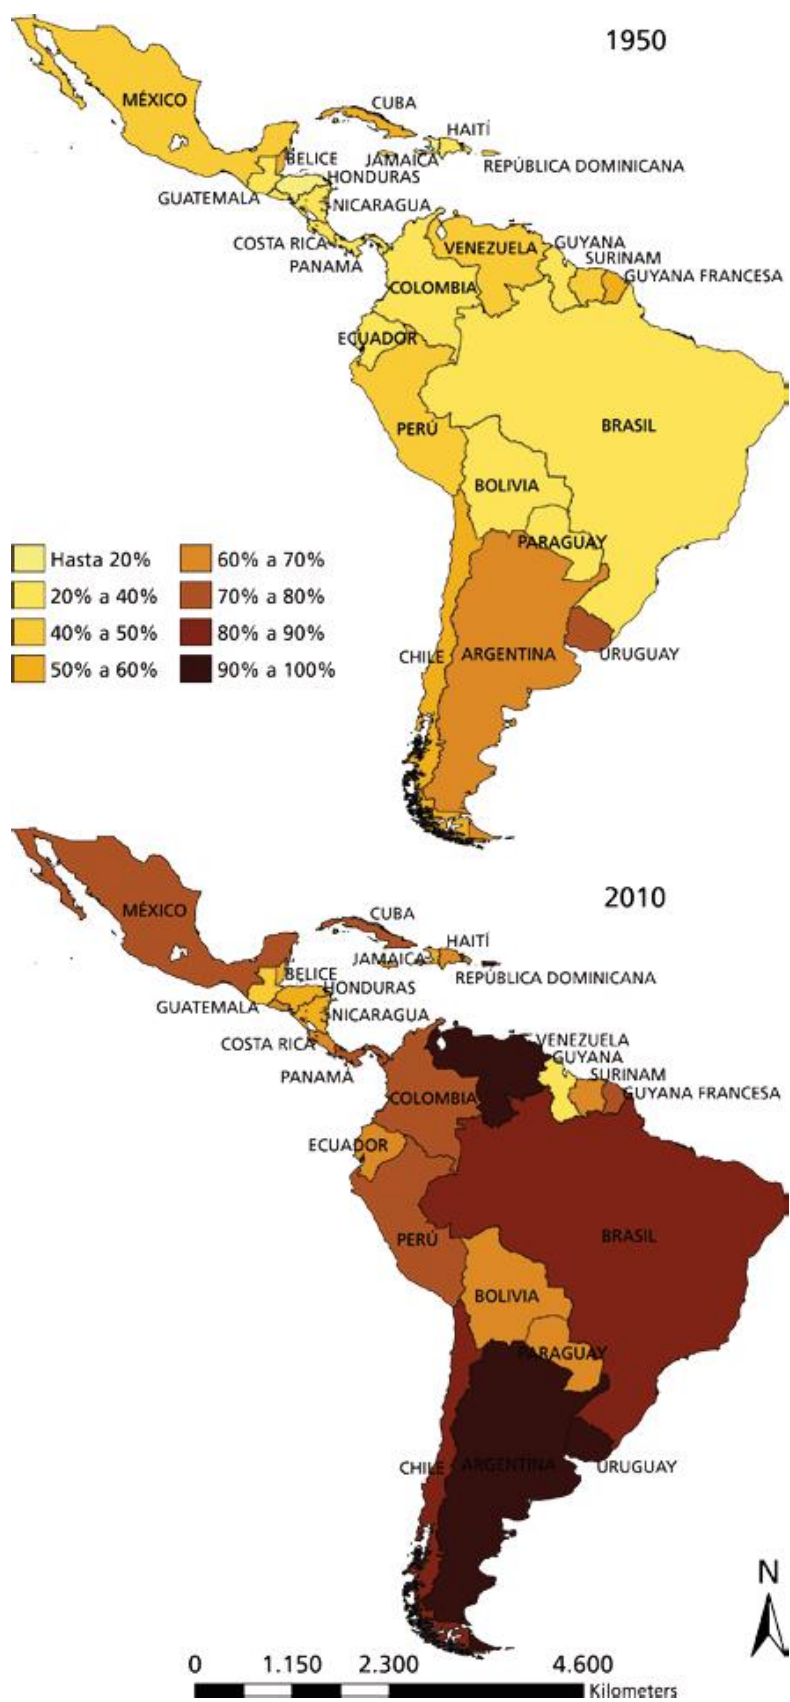 1950
CUBA
MÉXICO
HAITÍ
BELICE
JAMAICA
REPÚBLICA DOMINICANA
HONDURAS
GUATEMALA
NICARAGUA
COSTA RICA
VENEZUELA
GUYANA
PANAMÁ
SURINAM
GUYANA FRANCESA
COLOMBIA
ECUADOR
PERÚ
BRASIL
BOLIVIA
PARAGUAY
CHILE
ARGENTINA
URUGUAY
Hasta 20%
20% a 40%
40% a 50%
50% a 60%
60% a 70%
70% a 80%
80% a 90%
90% a 100%
2010
CUBA
MÉXICO
HAITÍ
JAMAICA
BELICE
REPÚBLICA DOMINICANA
HONDURAS
GUATEMALA
NICARAGUA
COSTA RICA
VENEZUELA
GUYANA
PANAMÁ
SURINAM
GUYANA FRANCESA
COLOMBIA
ECUADOR
PERÚ
BRASIL
BOLIVIA
PARAGUAY
CHILE
ARGENTINA
URUGUAY
N
0 1.150 2.300 4.600
Kilometers